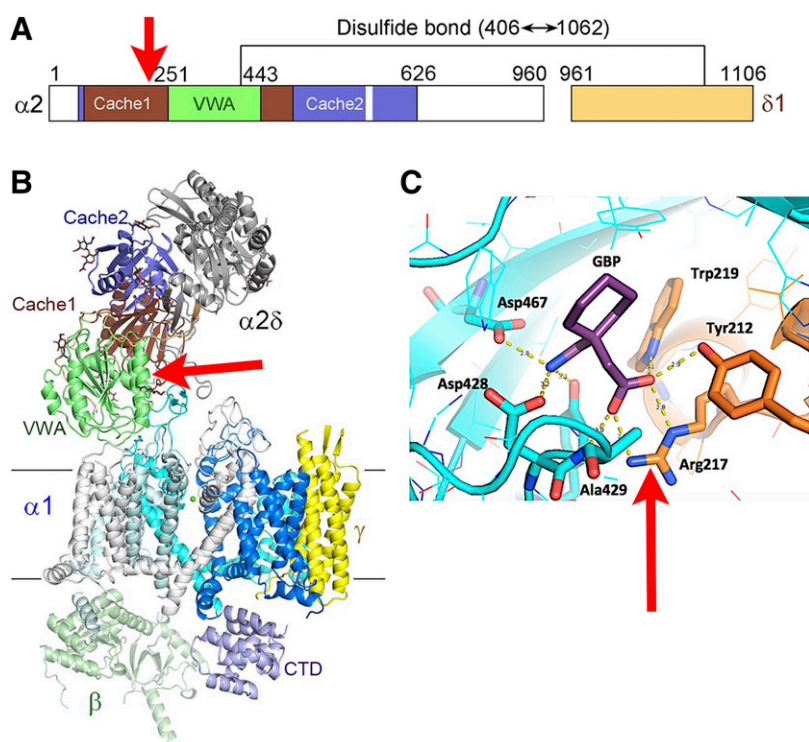 A
Disulfide bond (406↔1062)
1 251 443 626 960 961 1106
α2 Cache1 VWA Cache2 δ1
B
Cache2
Cache1
α2δ
VWA
α1
γ
β
CTD
C
GBP
Asp467
Trp219
Tyr212
Asp428
Arg217
Ala429